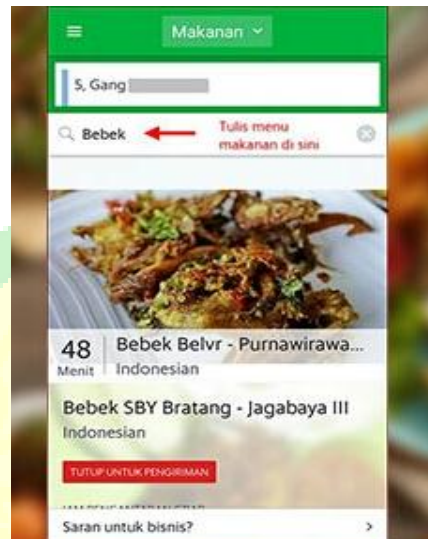 Makanan
5, Gang
Bebek
Tulis menu
makanan di sini
48
Menit
Bebek Belvr - Purnawirawa...
Indonesian
Bebek SBY Bratang - Jagabaya III
Indonesian
TUTUP UNTUK PENGIRIMAN
Saran untuk bisnis?